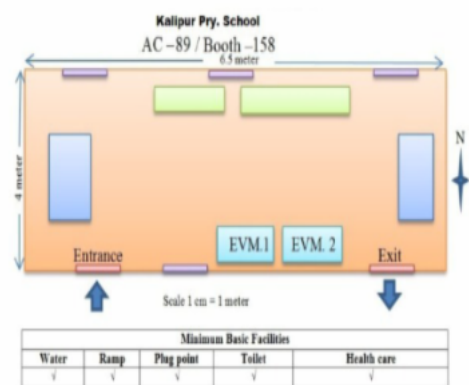 Kalipur Pry. School
AC –89 / Booth –158
6.5 meter
4 meter
N
EVM.1 EVM. 2
Entrance Exit
Scale 1 cm = 1 meter
Minimum Basic Facilities
Water Ramp Plug point Toilet Health care
√ √ √ √ √